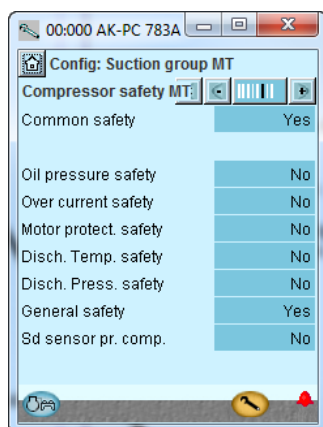 00:000 AK-PC 783A
Config: Suction group MT
Compressor safety MT
Common safety Yes
Oil pressure safety No
Over current safety No
Motor protect. safety No
Disch. Temp. safety No
Disch. Press. safety No
General safety Yes
Sd sensor pr. comp. No